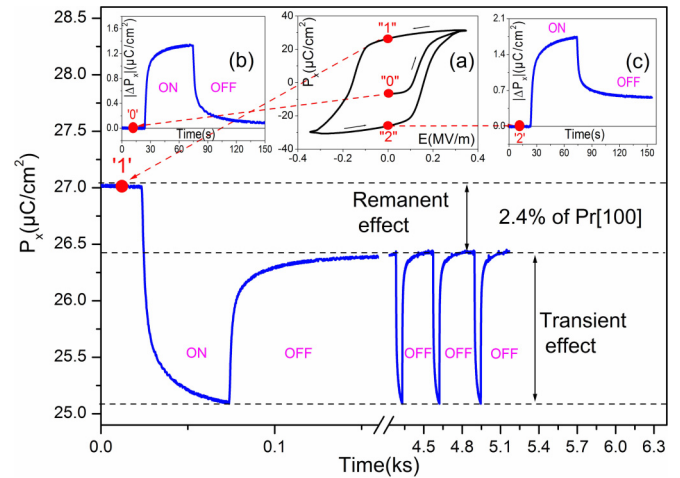 28.5
28.0
27.5
27.0
26.5
26.0
25.5
25.0
Pₓ(μC/cm²)
1.6
1.2
0.8
0.4
0.0
|ΔPₓ|(μC/cm²)
(b)
ON
OFF
'0'
Time(s)
0 30 60 90 120 150
40
20
0
-20
-40
Pₓ(μC/cm²)
"1"
(a)
"0"
"2"
E(MV/m)
-0.4 -0.2 0.0 0.2 0.4
1.8
1.2
0.6
0.0
|ΔPₓ|(μC/cm²)
ON
(c)
OFF
'2'
Time(s)
0 30 60 90 120 150
'1'
Remanent
effect
2.4% of Pr[100]
Transient
effect
ON OFF OFF OFF OFF
0.0 0.1 4.5 4.8 5.1 5.4 5.7 6.0 6.3
Time(ks)